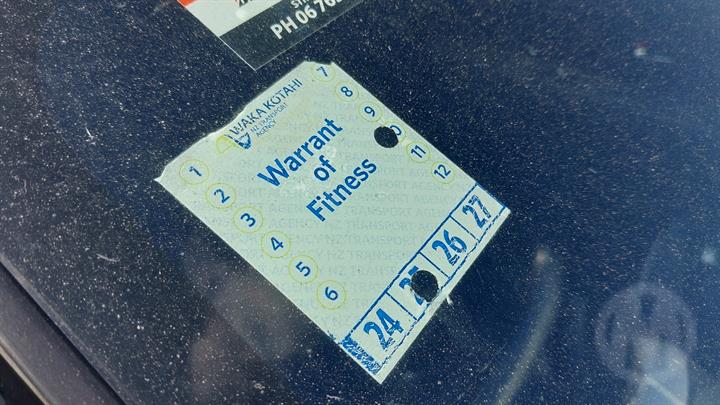 PH 06 76
WAKA KOTAHI
NZ TRANSPORT
AGENCY
Warrant
of
Fitness
1
2
3
4
5
6
7
8
9
11
12
24
26
27